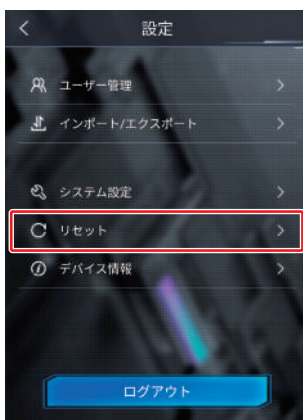 設定
ユーザー管理
インポート/エクスポート
システム設定
リセット
デバイス情報
ログアウト